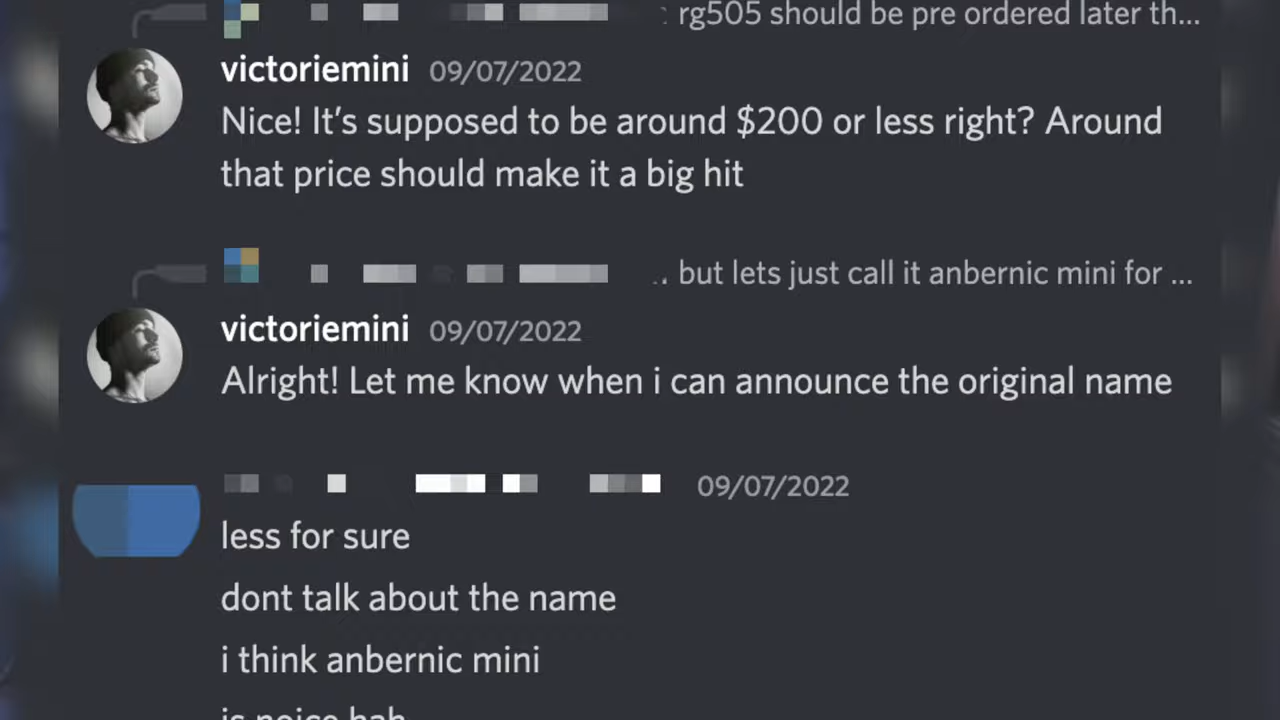 rg505 should be pre ordered later th...
victoriemini 09/07/2022
Nice! It’s supposed to be around $200 or less right? Around
that price should make it a big hit
.. but lets just call it anbernic mini for ...
victoriemini 09/07/2022
Alright! Let me know when i can announce the original name
09/07/2022
less for sure
dont talk about the name
i think anbernic mini
is noice hah